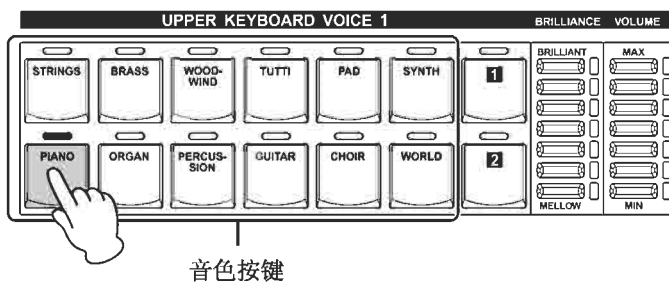 UPPER KEYBOARD VOICE 1 BRILLIANCE VOLUME
BRILLIANT MAX
STRINGS BRASS WOOD-WIND TUTTI PAD SYNTH 1
PIANO ORGAN PERCUS-SION GUITAR CHOIR WORLD 2
MELLOW MIN
音色按键